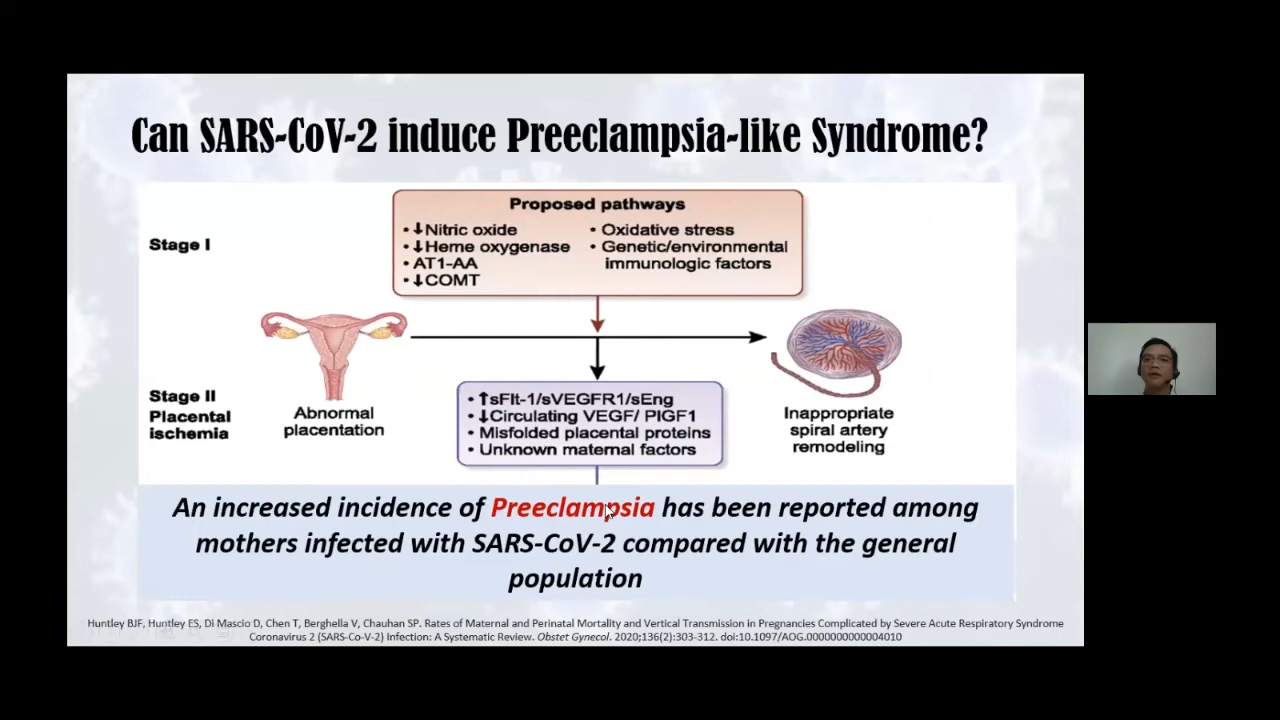 Can SARS-CoV-2 induce Preeclampsia-like Syndrome?
Proposed pathways
• ↓Nitric oxide
• ↓Heme oxygenase
• AT1-AA
• ↓COMT
• Oxidative stress
• Genetic/environmental
immunologic factors
Stage I
Stage II
Placental
ischemia
Abnormal
placentation
• ↑sFlt-1/sVEGFR1/sEng
• ↓Circulating VEGF/ PIGF1
• Misfolded placental proteins
• Unknown maternal factors
Inappropriate
spiral artery
remodeling
An increased incidence of Preeclampsia has been reported among
mothers infected with SARS-CoV-2 compared with the general
population
Huntley BJF, Huntley ES, Di Mascio D, Chen T, Berghella V, Chauhan SP. Rates of Maternal and Perinatal Mortality and Vertical Transmission in Pregnancies Complicated by Severe Acute Respiratory Syndrome
Coronavirus 2 (SARS-Co-V-2) Infection: A Systematic Review. Obstet Gynecol. 2020;136(2):303-312. doi:10.1097/AOG.0000000000004010